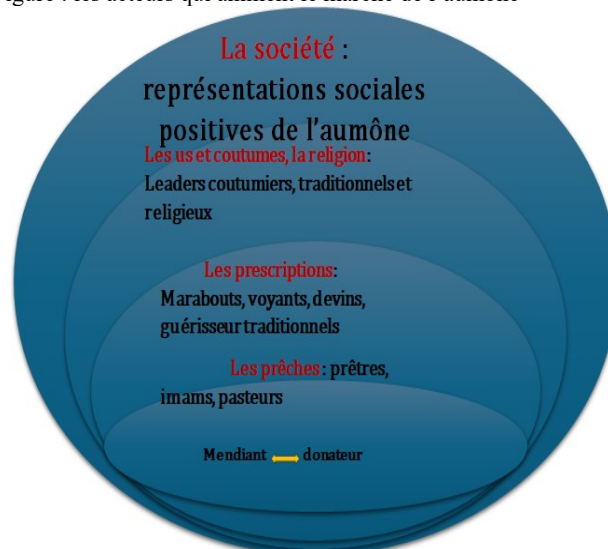 La société :
représentations sociales
positives de l'aumône
Les us et coutumes, la religion:
Leaders coutumiers, traditionnels et
religieux
Les prescriptions:
Marabouts, voyants, devins,
guérisseur traditionnels
Les prêches : prêtres,
imams, pasteurs
Mendiant donateur